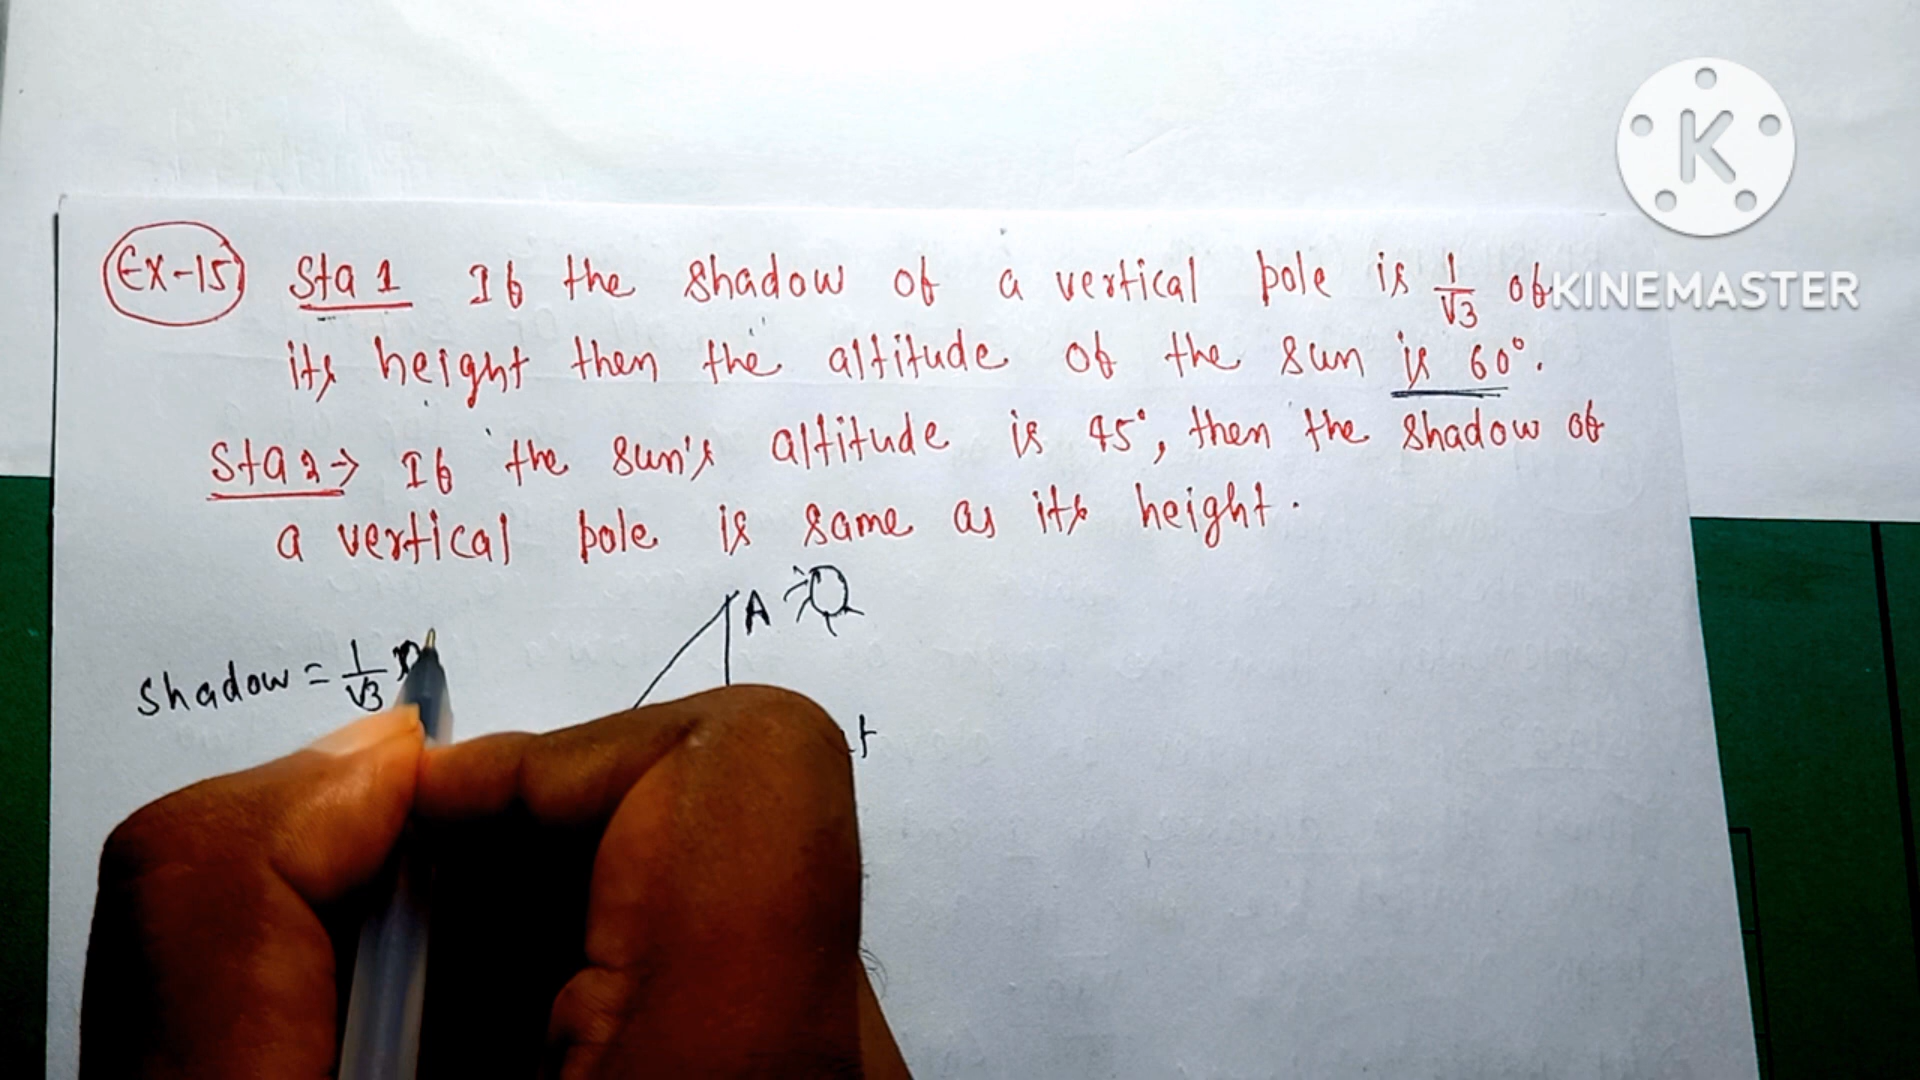 K
KINEMASTER
Ex-15 Sta 1 If the shadow of a vertical pole is 1/√3 of
its height then the altitude of the sun is 60°.
Sta 2→ If the sun's altitude is 45°, then the shadow of
a vertical pole is same as its height.
A
Shadow = 1/√3